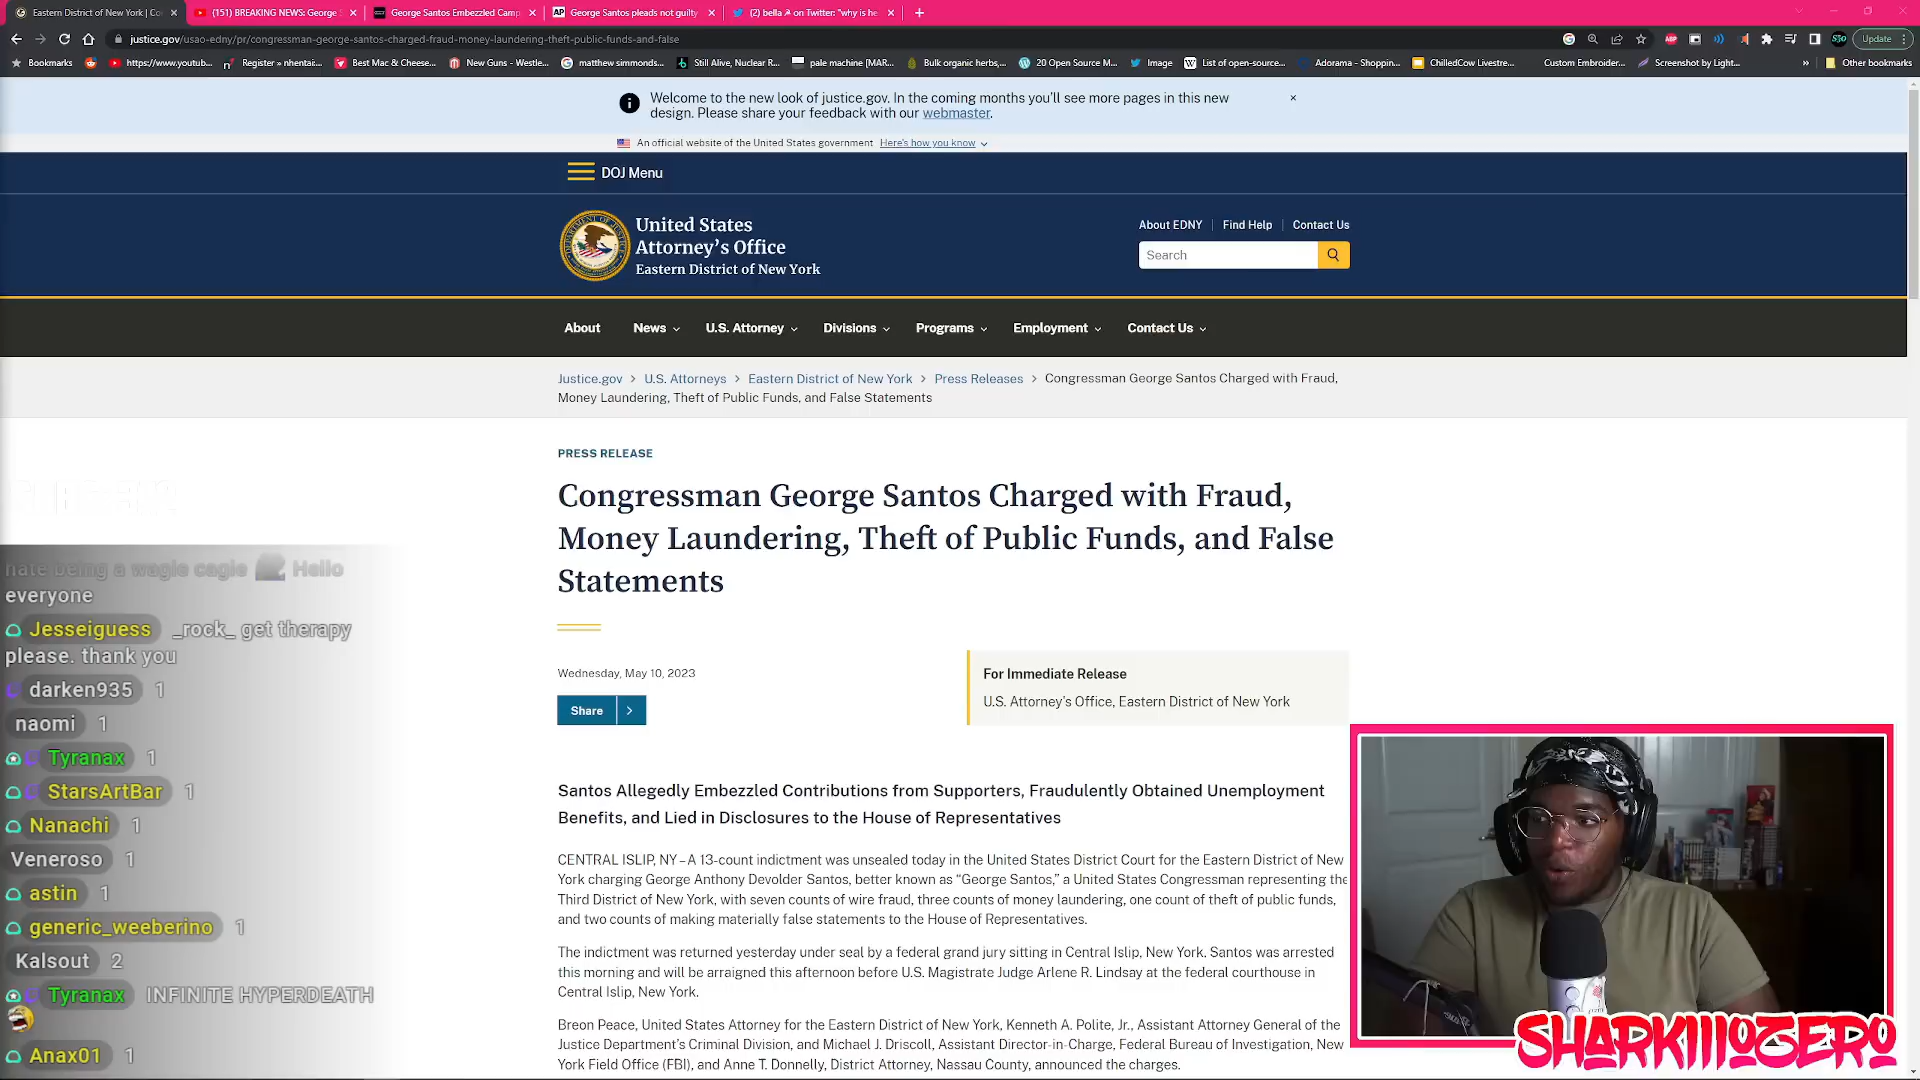 Eastern District of New York | Co
(151) BREAKING NEWS: George S
George Santos Embezzled Camp
AP George Santos pleads not guilty
(2) bella on Twitter: "why is he
justice.gov/usao-edny/pr/congressman-george-santos-charged-fraud-money-laundering-theft-public-funds-and-false
Update
Bookmarks
https://www.youtub...
Register » nhentai:...
Best Mac & Cheese...
New Guns - Westle...
matthew simmonds...
Still Alive, Nuclear R...
pale machine [MAR...
Bulk organic herbs,...
20 Open Source M...
Image
List of open-source...
Adorama - Shoppin...
ChilledCow Livestre...
Custom Embroider...
Screenshot by Light...
Other bookmarks
Welcome to the new look of justice.gov. In the coming months you'll see more pages in this new
design. Please share your feedback with our webmaster.
An official website of the United States government Here's how you know
DOJ Menu
United States
Attorney's Office
Eastern District of New York
About EDNY
Find Help
Contact Us
Search
About
News
U.S. Attorney
Divisions
Programs
Employment
Contact Us
Justice.gov > U.S. Attorneys > Eastern District of New York > Press Releases > Congressman George Santos Charged with Fraud,
Money Laundering, Theft of Public Funds, and False Statements
PRESS RELEASE
Congressman George Santos Charged with Fraud,
Money Laundering, Theft of Public Funds, and False
Statements
Wednesday, May 10, 2023
Share
For Immediate Release
U.S. Attorney's Office, Eastern District of New York
Santos Allegedly Embezzled Contributions from Supporters, Fraudulently Obtained Unemployment
Benefits, and Lied in Disclosures to the House of Representatives
CENTRAL ISLIP, NY – A 13-count indictment was unsealed today in the United States District Court for the Eastern District of New
York charging George Anthony Devolder Santos, better known as “George Santos,” a United States Congressman representing the
Third District of New York, with seven counts of wire fraud, three counts of money laundering, one count of theft of public funds,
and two counts of making materially false statements to the House of Representatives.
The indictment was returned yesterday under seal by a federal grand jury sitting in Central Islip, New York. Santos was arrested
this morning and will be arraigned this afternoon before U.S. Magistrate Judge Arlene R. Lindsay at the federal courthouse in
Central Islip, New York.
Breon Peace, United States Attorney for the Eastern District of New York, Kenneth A. Polite, Jr., Assistant Attorney General of the
Justice Department's Criminal Division, and Michael J. Driscoll, Assistant Director-in-Charge, Federal Bureau of Investigation, New
York Field Office (FBI), and Anne T. Donnelly, District Attorney, Nassau County, announced the charges.
hate being a wagie cagie Hello
everyone
Jesseiguess _rock_ get therapy
please. thank you
darken935 1
naomi 1
Tyranax 1
StarsArtBar 1
Nanachi 1
Veneroso 1
astin 1
generic_weeberino 1
Kalsout 2
Tyranax INFINITE HYPERDEATH
Anax01 1
SHARKIIIOZERO